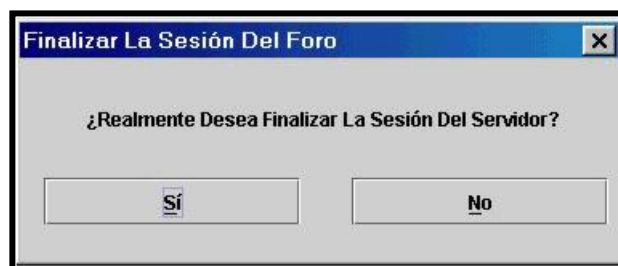 Finalizar La Sesión Del Foro
¿Realmente Desea Finalizar La Sesión Del Servidor?
Sí
No